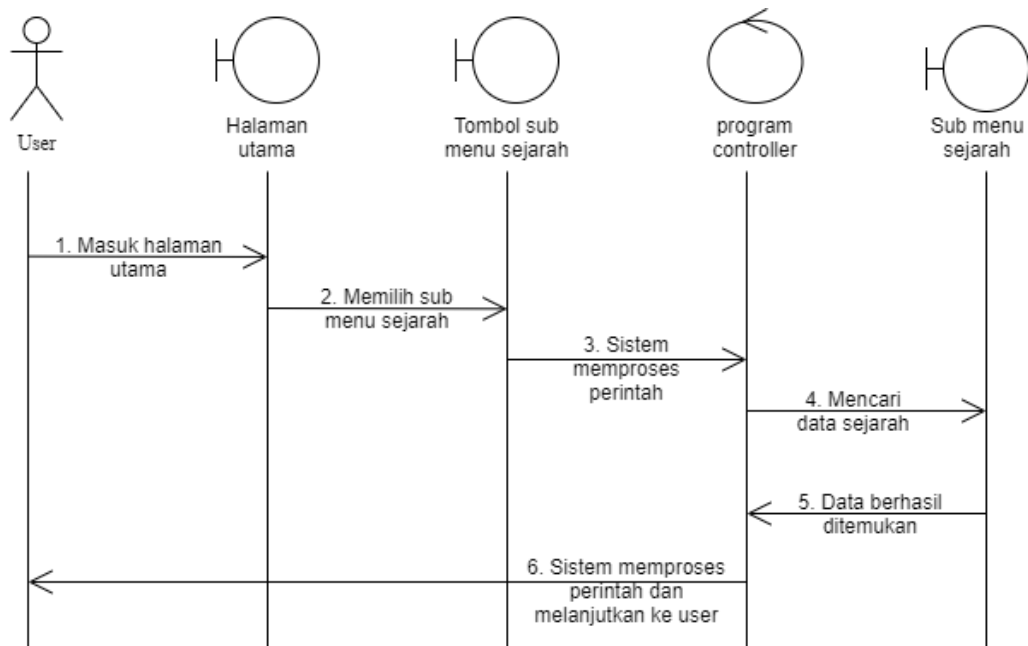 User
Halaman
utama
Tombol sub
menu sejarah
program
controller
Sub menu
sejarah
1. Masuk halaman
utama
2. Memilih sub
menu sejarah
3. Sistem
memproses
perintah
4. Mencari
data sejarah
5. Data berhasil
ditemukan
6. Sistem memproses
perintah dan
melanjutkan ke user